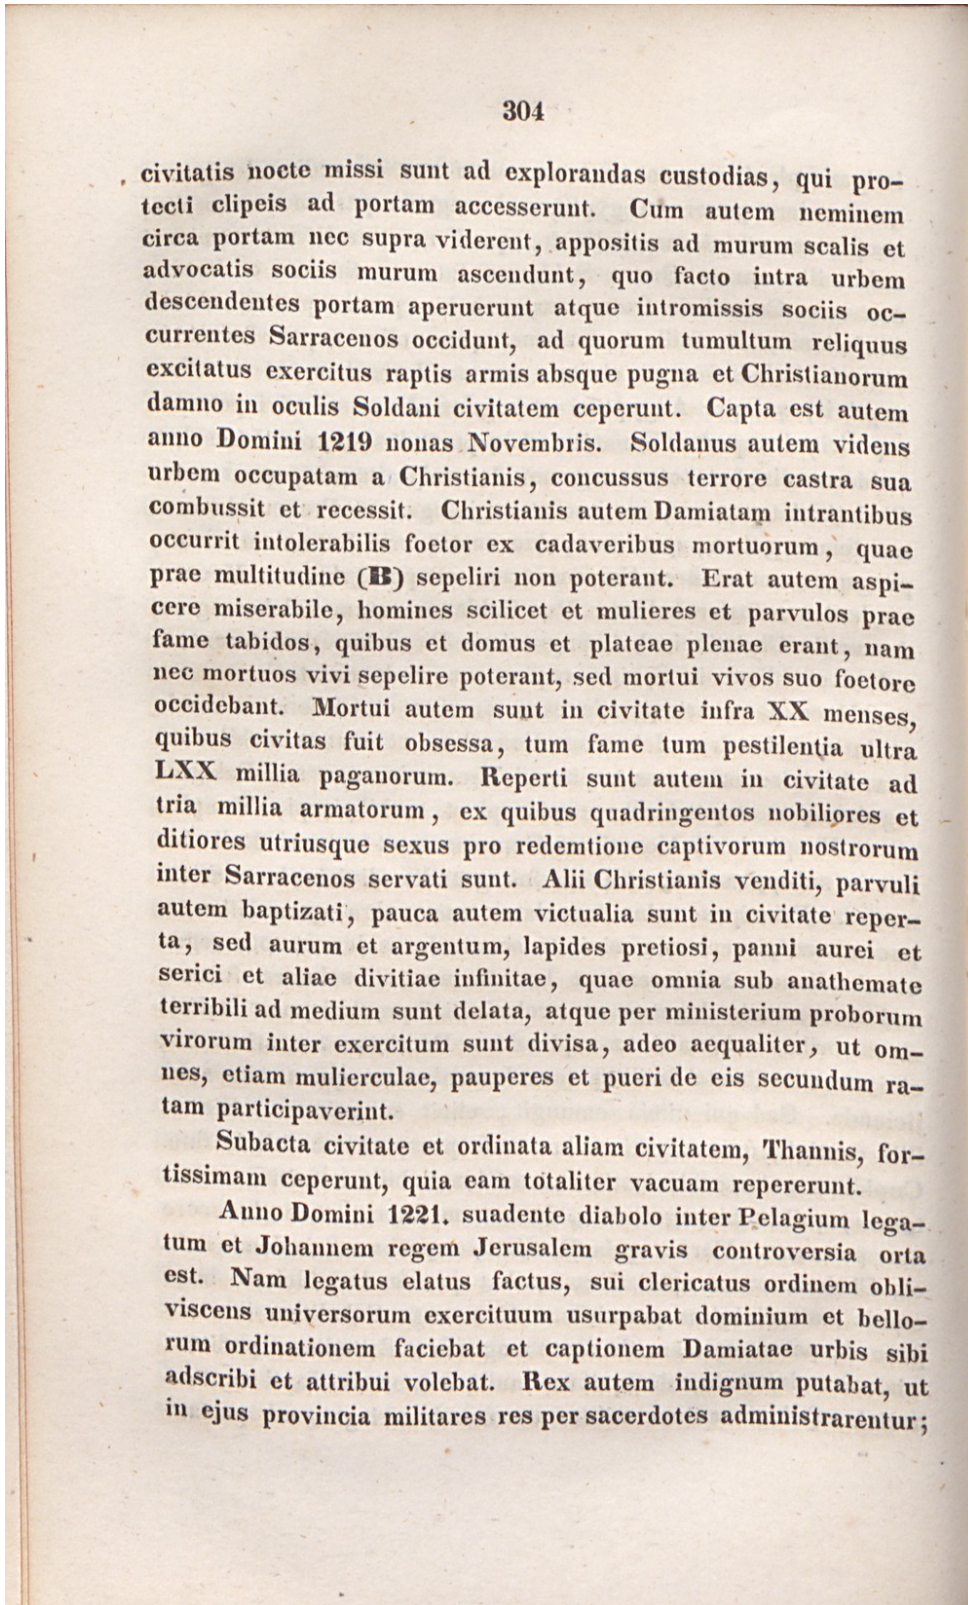 304
civitatis nocte missi sunt ad explorandas custodias, qui pro-
tecti clipeis ad portam accesserunt. Cum autem neminem
circa portam nec supra viderent, appositis ad murum scalis et
advocatis sociis murum ascendunt, quo facto intra urbem
descendentes portam aperuerunt atque intromissis sociis oc-
currentes Sarracenos occidunt, ad quorum tumultum reliquus
excitatus exercitus raptis armis absque pugna et Christianorum
damno in oculis Soldani civitatem ceperunt. Capta est autem
anno Domini 1219 nonas Novembris. Soldanus autem videns
urbem occupatam a Christianis, concussus terrore castra sua
combussit et recessit. Christianis autem Damiatam intrantibus
occurrit intolerabilis foetor ex cadaveribus mortuorum, quae
prae multitudine (B) sepeliri non poterant. Erat autem aspi-
cere miserabile, homines scilicet et mulieres et parvulos prae
fame tabidos, quibus et domus et plateae plenae erant, nam
nec mortuos vivi sepelire poterant, sed mortui vivos suo foetore
occidebant. Mortui autem sunt in civitate infra XX menses,
quibus civitas fuit obsessa, tum fame tum pestilentia ultra
LXX millia paganorum. Reperti sunt autem in civitate ad
tria millia armatorum, ex quibus quadringentos nobiliores et
ditiores utriusque sexus pro redemtione captivorum nostrorum
inter Sarracenos servati sunt. Alii Christianis venditi, parvuli
autem baptizati, pauca autem victualia sunt in civitate reper-
ta, sed aurum et argentum, lapides pretiosi, panni aurei et
serici et aliae divitiae infinitae, quae omnia sub anathemate
terribili ad medium sunt delata, atque per ministerium proborum
virorum inter exercitum sunt divisa, adeo aequaliter, ut om-
nes, etiam mulierculae, pauperes et pueri de eis secundum ra-
tam participaverint.
Subacta civitate et ordinata aliam civitatem, Thannis, for-
tissimam ceperunt, quia eam totaliter vacuam repererunt.
Anno Domini 1221. suadente diabolo inter Pelagium lega-
tum et Johannem regem Jerusalem gravis controversia orta
est. Nam legatus elatus factus, sui clericatus ordinem obli-
viscens universorum exercituum usurpabat dominium et bello-
rum ordinationem faciebat et captionem Damiatae urbis sibi
adscribi et attribui volebat. Rex autem indignum putabat, ut
in ejus provincia militares res per sacerdotes administrarentur;